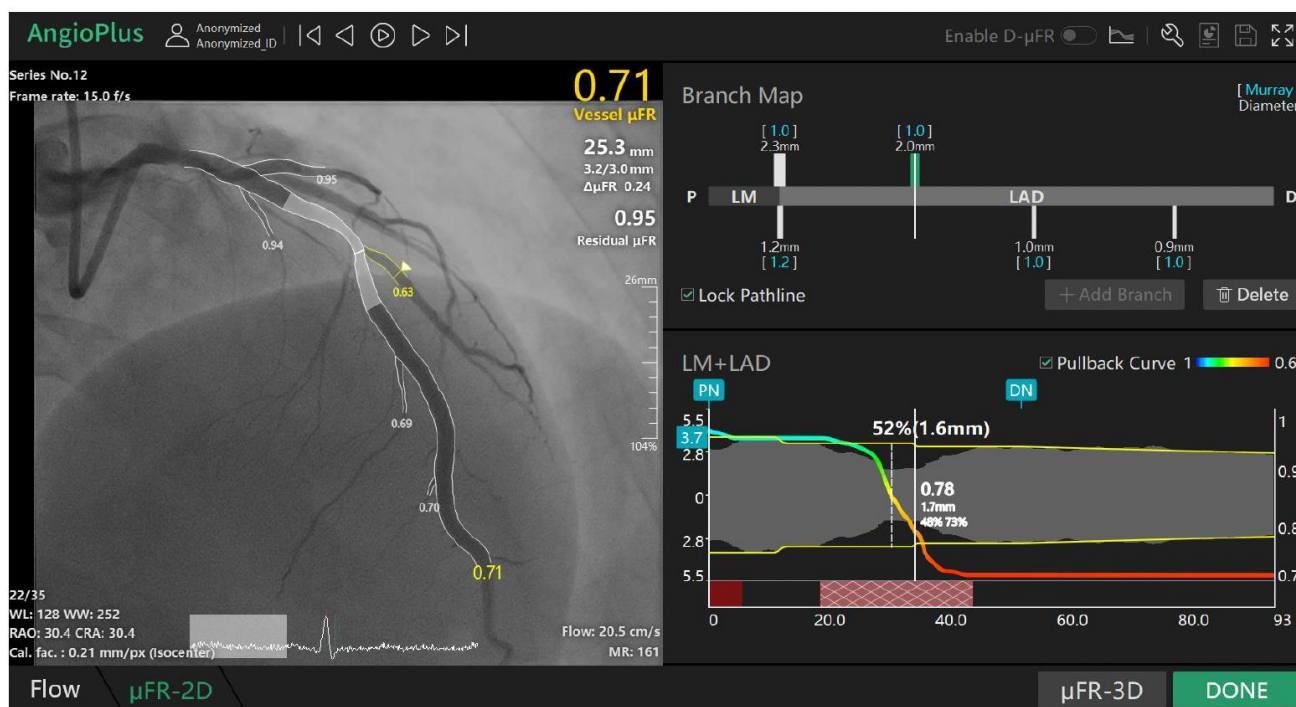 AngioPlus
Anonymized
Anonymized_ID
Enable D-μFR
Series No.12
Frame rate: 15.0 f/s
0.71
Vessel μFR
25.3 mm
3.2/3.0 mm
ΔμFR 0.24
0.95
Residual μFR
0.95
0.94
0.63
26mm
0.69
104%
0.70
0.71
22/35
WL: 128 WW: 252
RAO: 30.4 CRA: 30.4
Cal. fac. : 0.21 mm/px (Isocenter)
Flow: 20.5 cm/s
MR: 161
Branch Map
[ Murray
Diameter
[ 1.0 ]
2.3mm
[ 1.0 ]
2.0mm
P LM LAD D
1.2mm
[ 1.2 ]
1.0mm
[ 1.0 ]
0.9mm
[ 1.0 ]
Lock Pathline
+ Add Branch
Delete
LM+LAD
Pullback Curve 1 0.6
PN
DN
5.5
3.7
2.8
0
2.8
5.5
52%(1.6mm)
0.78
1.7mm
48% 73%
1
0.9
0.8
0.7
0 20.0 40.0 60.0 80.0 93
Flow
μFR-2D
μFR-3D
DONE